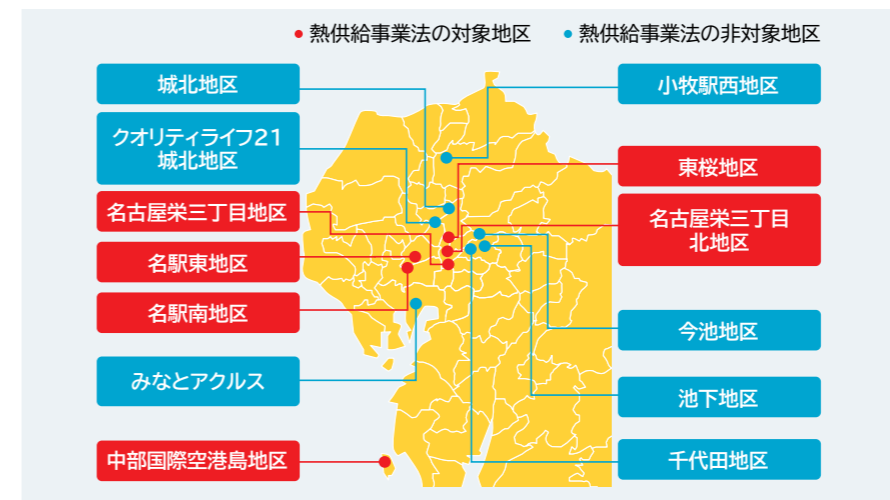 ● 熱供給事業法の対象地区 ● 熱供給事業法の非対象地区
城北地区
クオリティライフ21
城北地区
名古屋栄三丁目地区
名駅東地区
名駅南地区
みなとアクルス
中部国際空港島地区
小牧駅西地区
東桜地区
名古屋栄三丁目
北地区
今池地区
池下地区
千代田地区